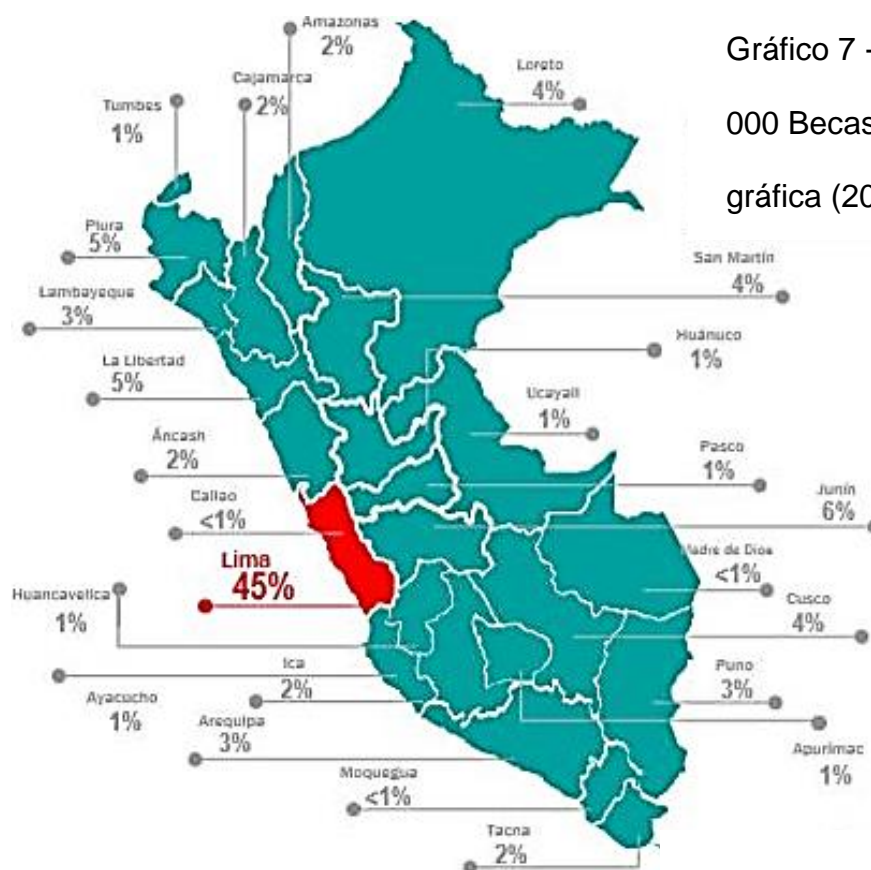 Amazonas
2%
Gráfico 7 -
Cajamarca
2%
Loreto
4%
Tumbes
1%
000 Becas
gráfica (20
Piura
5%
San Martín
4%
Lambayeque
3%
Huánuco
1%
La Libertad
5%
Ucayali
1%
Áncash
2%
Pasco
1%
Callao
<1%
Junín
6%
Lima
45%
Madre de Dios
<1%
Huancavelica
1%
Cusco
4%
Ica
2%
Puno
3%
Ayacucho
1%
Arequipa
3%
Apurímac
1%
Moquegua
<1%
Tacna
2%